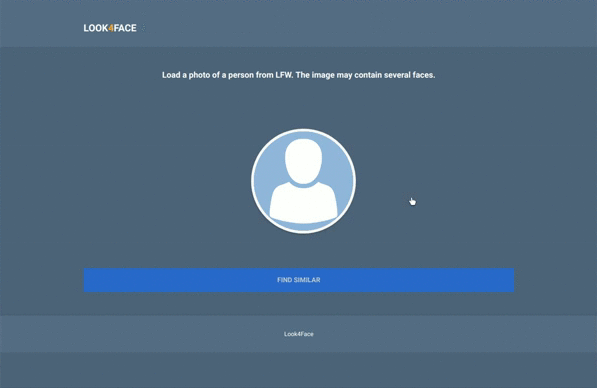 LOOK4FACE
Load a photo of a person from LFW. The image may contain several faces.
FIND SIMILAR
Look4Face